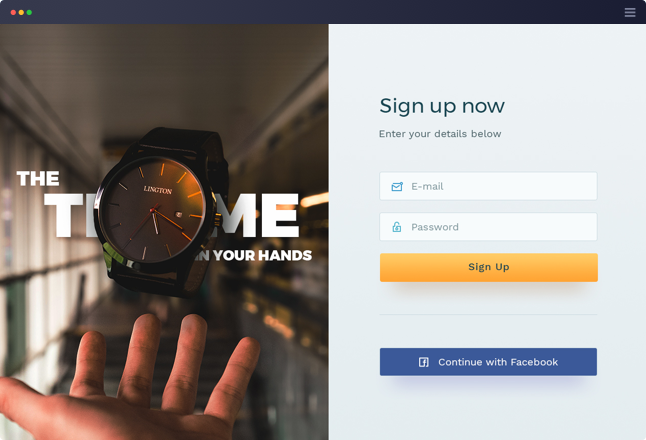 THE
LINGTON
TIME
IN YOUR HANDS
Sign up now
Enter your details below
E-mail
Password
Sign Up
Continue with Facebook